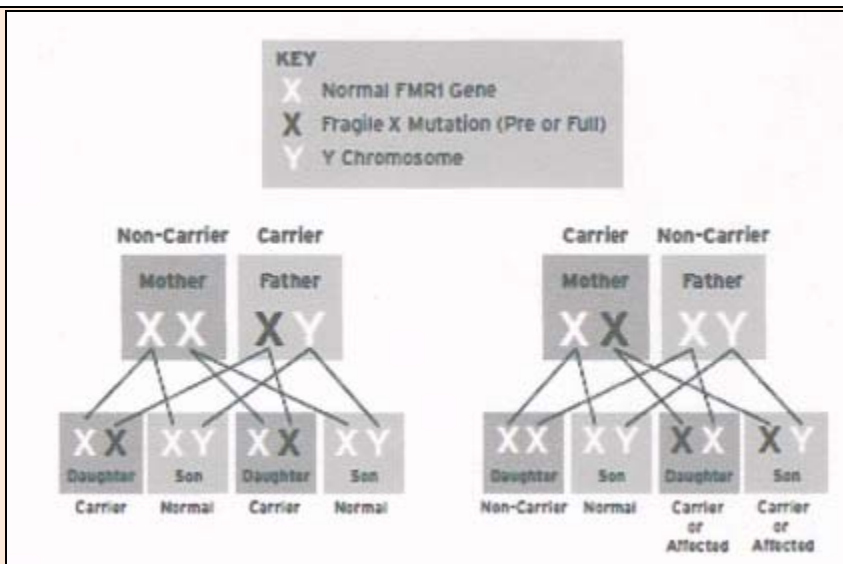 KEY
X Normal FMR1 Gene
X Fragile X Mutation (Pre or Full)
Y Y Chromosome
Non-Carrier Carrier
Mother Father
X X X Y
X X X Y X X X Y
Daughter Son Daughter Son
Carrier Normal Carrier Normal
Carrier Non-Carrier
Mother Father
X X X Y
X X X Y X X X Y
Daughter Son Daughter Son
Non-Carrier Normal Carrier or Affected Carrier or Affected